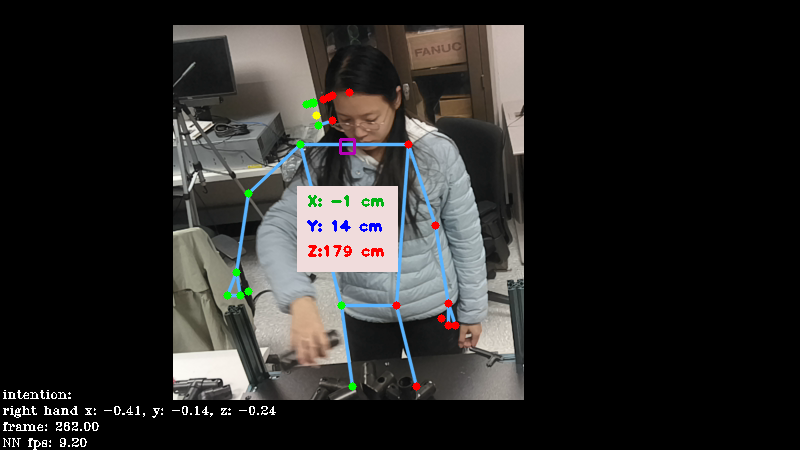 FANUC
X: -1 cm
Y: 14 cm
Z:179 cm
intention:
right hand x: -0.41, y: -0.14, z: -0.24
frame: 262.00
NN fps: 9.20